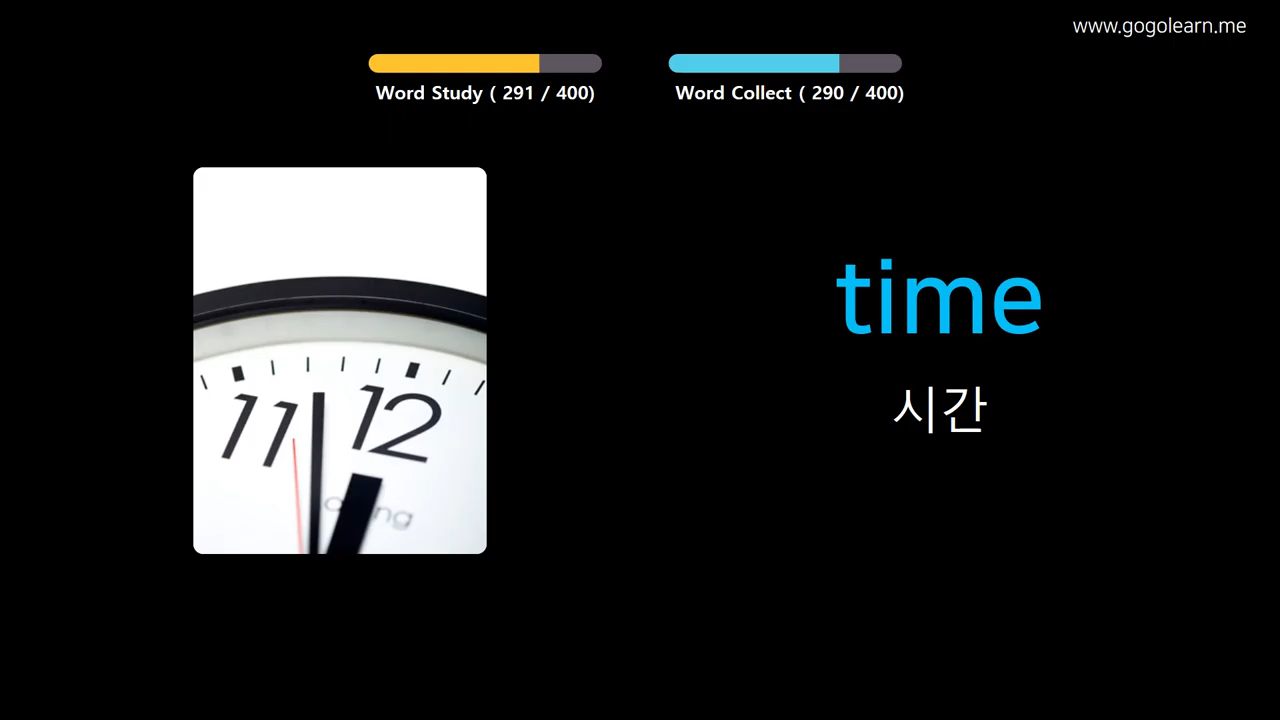 www.gogolearn.me
Word Study ( 291 / 400)
Word Collect ( 290 / 400)
11
12
time
시간